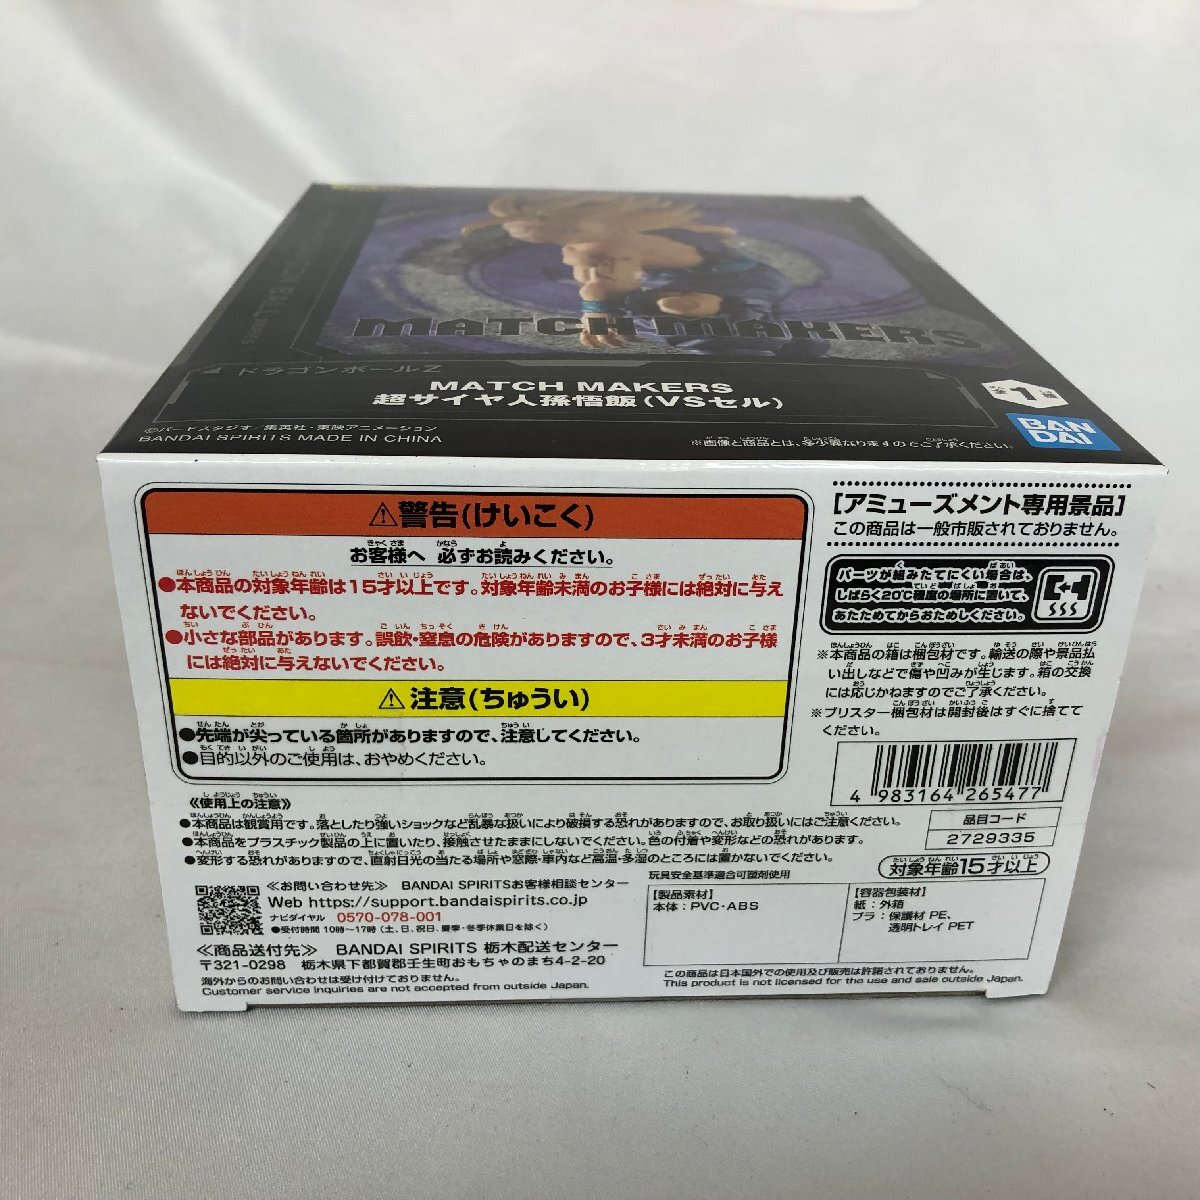 MATCH MAKERS
ドラゴンボールZ
MATCH MAKERS
超サイヤ人孫悟飯(VSセル)
©バードスタジオ/集英社・東映アニメーション
BANDAI SPIRITS MADE IN CHINA
全1種
※画像と商品とは、多少異なりますのでご了承ください。
BANDAI
⚠警告(けいこく)
お客様へ 必ずお読みください。
●本商品の対象年齢は15才以上です。対象年齢未満のお子様には絶対に与え
ないでください。
●小さな部品があります。誤飲・窒息の危険がありますので、3才未満のお子様
には絶対に与えないでください。
⚠注意(ちゅうい)
●先端が尖っている箇所がありますので、注意してください。
●目的以外のご使用は、おやめください。
《使用上の注意》
●本商品は観賞用です。落としたり強いショックなど乱暴な扱いにより破損する恐れがありますので、お取り扱いにはご注意ください。
●本商品をプラスチック製品の上に置いたり、接触させたままにしないでください。色の付着や変形などの恐れがあります。
●変形する恐れがありますので、直射日光の当たる場所や窓際・車内など高温・多湿のところには置かないでください。
≪お問い合わせ先≫ BANDAI SPIRITSお客様相談センター
Web https://support.bandaispirits.co.jp
ナビダイヤル 0570-078-001
●受付時間 10時〜17時(土、日、祝日、夏季・冬季休業日を除く)
≪商品送付先≫ BANDAI SPIRITS 栃木配送センター
〒321-0298 栃木県下都賀郡壬生町おもちゃのまち4-2-20
海外からのお問い合わせは受け付けておりません。
Customer service inquiries are not accepted from outside Japan.
[アミューズメント専用景品]
この商品は一般市販されておりません。
パーツが組みたてにくい場合は、
しばらく20℃程度の場所に置いて、
あたためてからおためしください。
※本商品の箱は梱包材です。輸送の際や景品払
い出しなどで傷や凹みが生じます。箱の交換
には応じかねますのでご了承ください。
※ブリスター梱包材は開封後はすぐに捨てて
ください。
4 983164 265477
品目コード
2729335
対象年齢15才以上
玩具安全基準適合可塑剤使用
【製品素材】
本体：PVC・ABS
【容器包装材】
紙：外箱
プラ：保護材 PE、
透明トレイ PET
この商品は日本国外での使用及び販売は許諾されておりません。
This product is not licensed for the use and sale outside Japan.